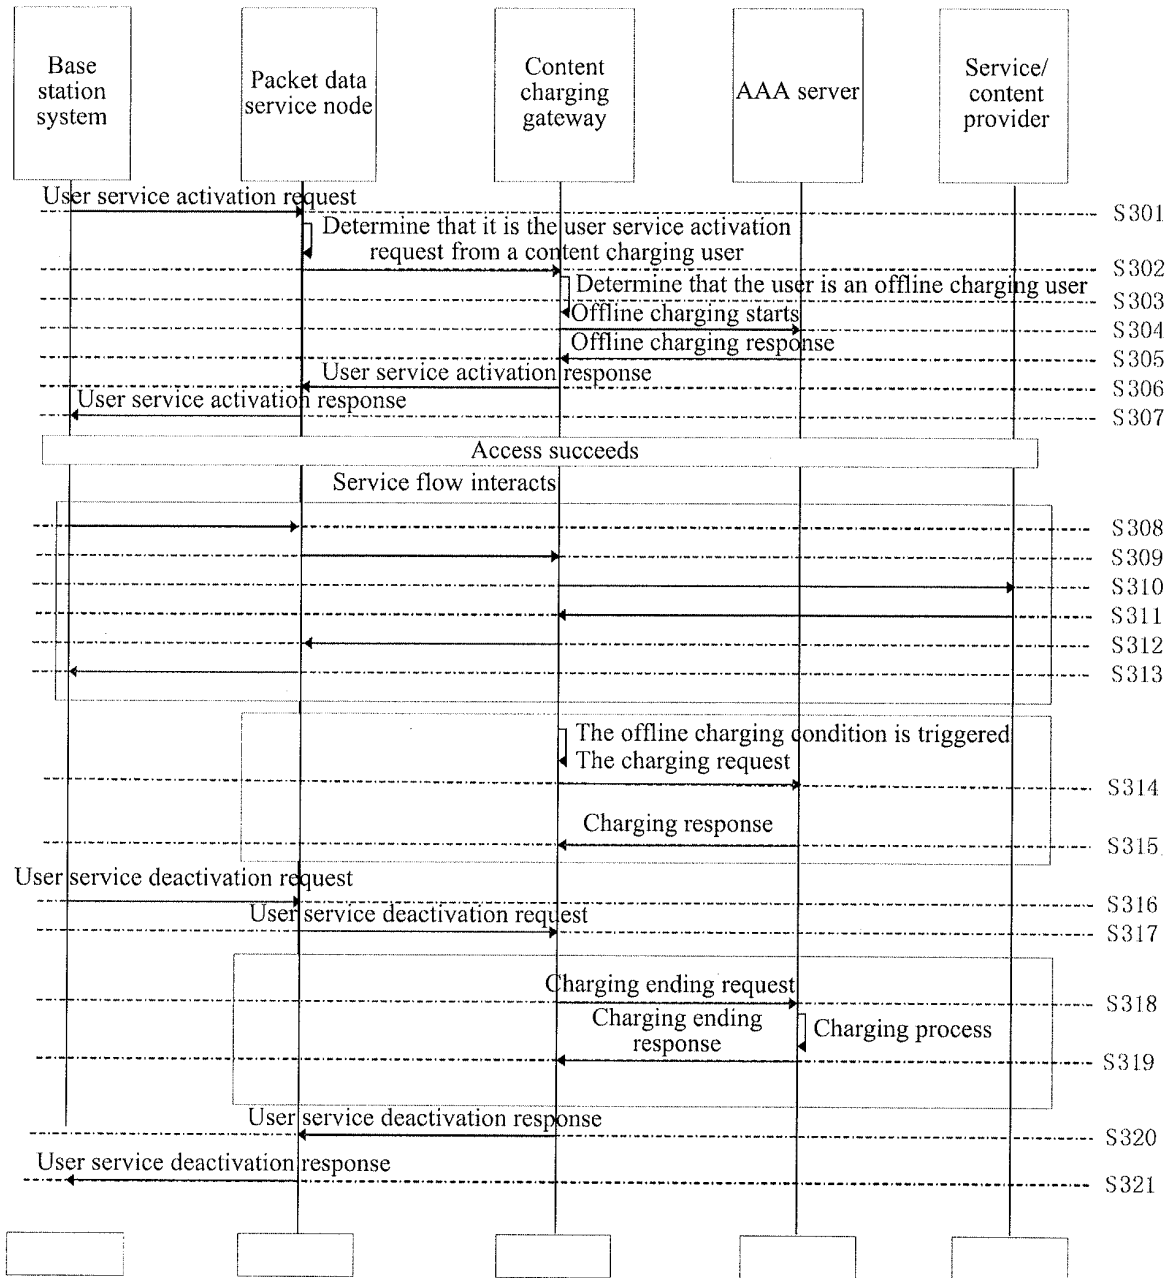 Base
station
system
Packet data
service node
Content
charging
gateway
AAA server
Service/
content
provider
User service activation request
S301
Determine that it is the user service activation
request from a content charging user
S302
Determine that the user is an offline charging user
S303
Offline charging starts
S304
Offline charging response
S305
User service activation response
S306
User service activation response
S307
Access succeeds
Service flow interacts
S308
S309
S310
S311
S312
S313
The offline charging condition is triggered
The charging request
S314
Charging response
S315
User service deactivation request
S316
User service deactivation request
S317
Charging ending request
S318
Charging ending
response
Charging process
S319
User service deactivation response
S320
User service deactivation response
S321